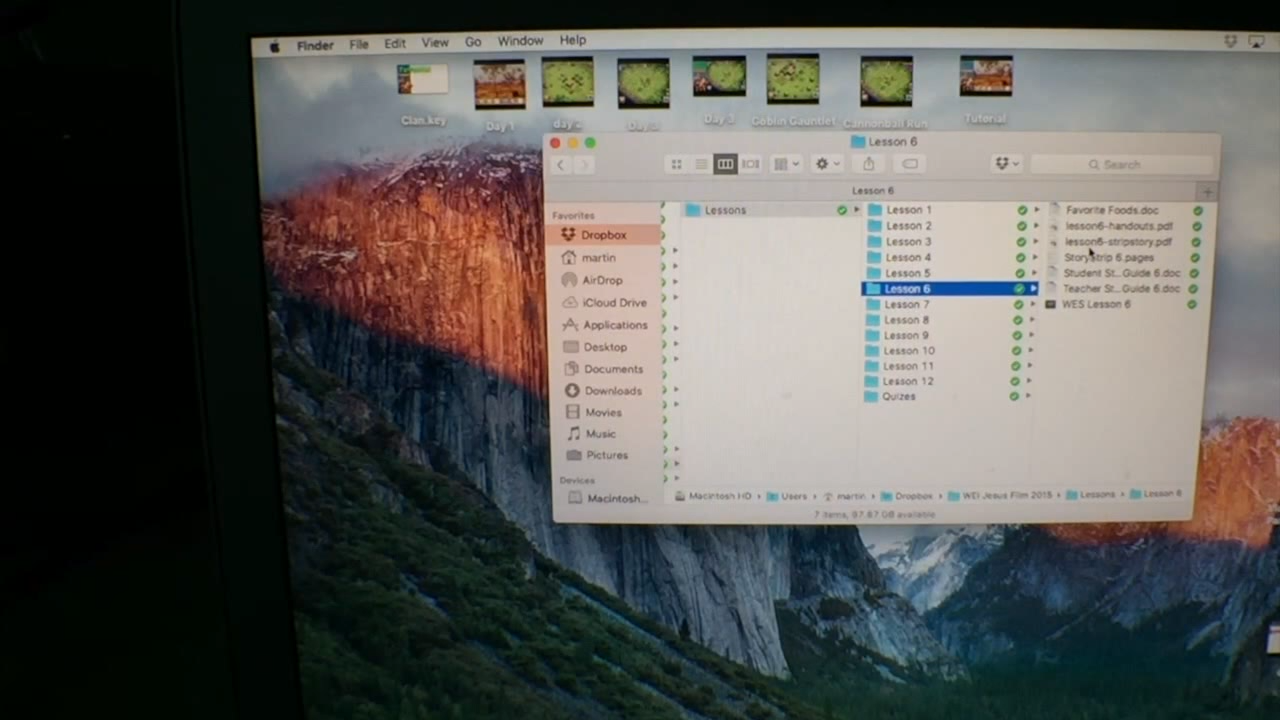 Finder File Edit View Go Window Help
Clan.key
Day 1
day 2
Day 3
Goblin Gauntlet
Cannonball Run
Tutorial
Lesson 6
Search
Lesson 6
Favorites
Dropbox
martin
AirDrop
iCloud Drive
Applications
Desktop
Documents
Downloads
Movies
Music
Pictures
Devices
Macintosh...
Lessons
Lesson 1
Lesson 2
Lesson 3
Lesson 4
Lesson 5
Lesson 6
Lesson 7
Lesson 8
Lesson 9
Lesson 10
Lesson 11
Lesson 12
Quizes
Favorite Foods.doc
lesson6-handouts.pdf
lesson6-stripstory.pdf
Story strip 6.pages
Student St...Guide 6.doc
Teacher St...Guide 6.doc
WES Lesson 6
Macintosh HD Users martin Dropbox WEI Jesus Film 2015 Lessons Lesson 6
7 items, 97.67 GB available